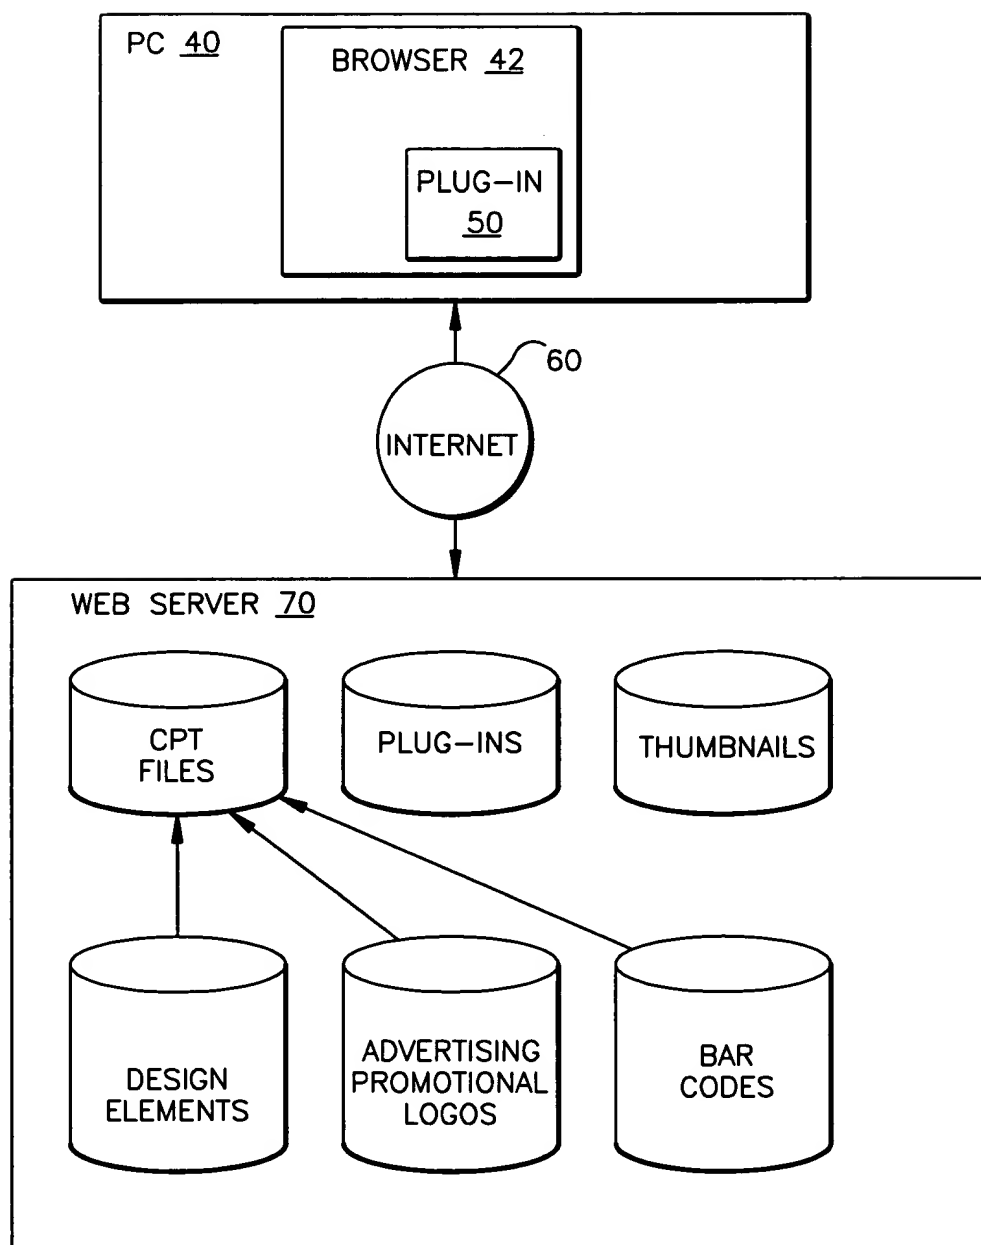 PC 40
BROWSER 42
PLUG-IN
50
60
INTERNET
WEB SERVER 70
CPT
FILES
PLUG-INS
THUMBNAILS
DESIGN
ELEMENTS
ADVERTISING
PROMOTIONAL
LOGOS
BAR
CODES